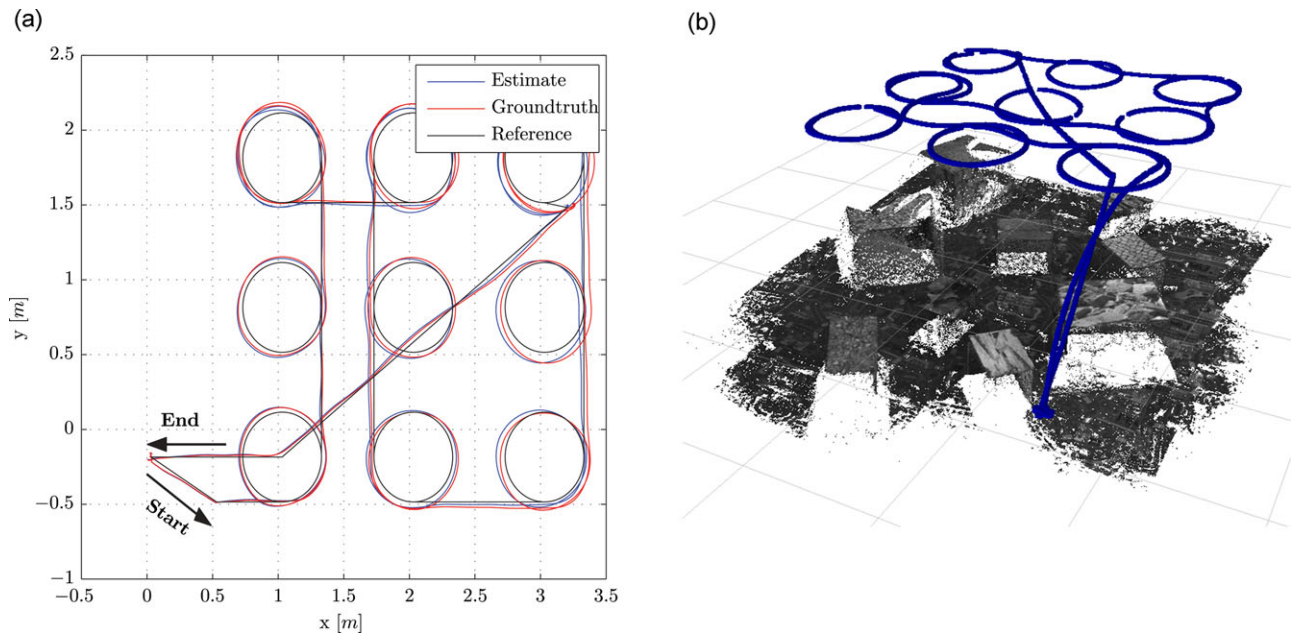 (a)
(b)
2.5
2
1.5
1
0.5
0
−0.5
−1
y [m]
Estimate
Groundtruth
Reference
End
Start
−0.5
0
0.5
1
1.5
2
2.5
3
3.5
x [m]